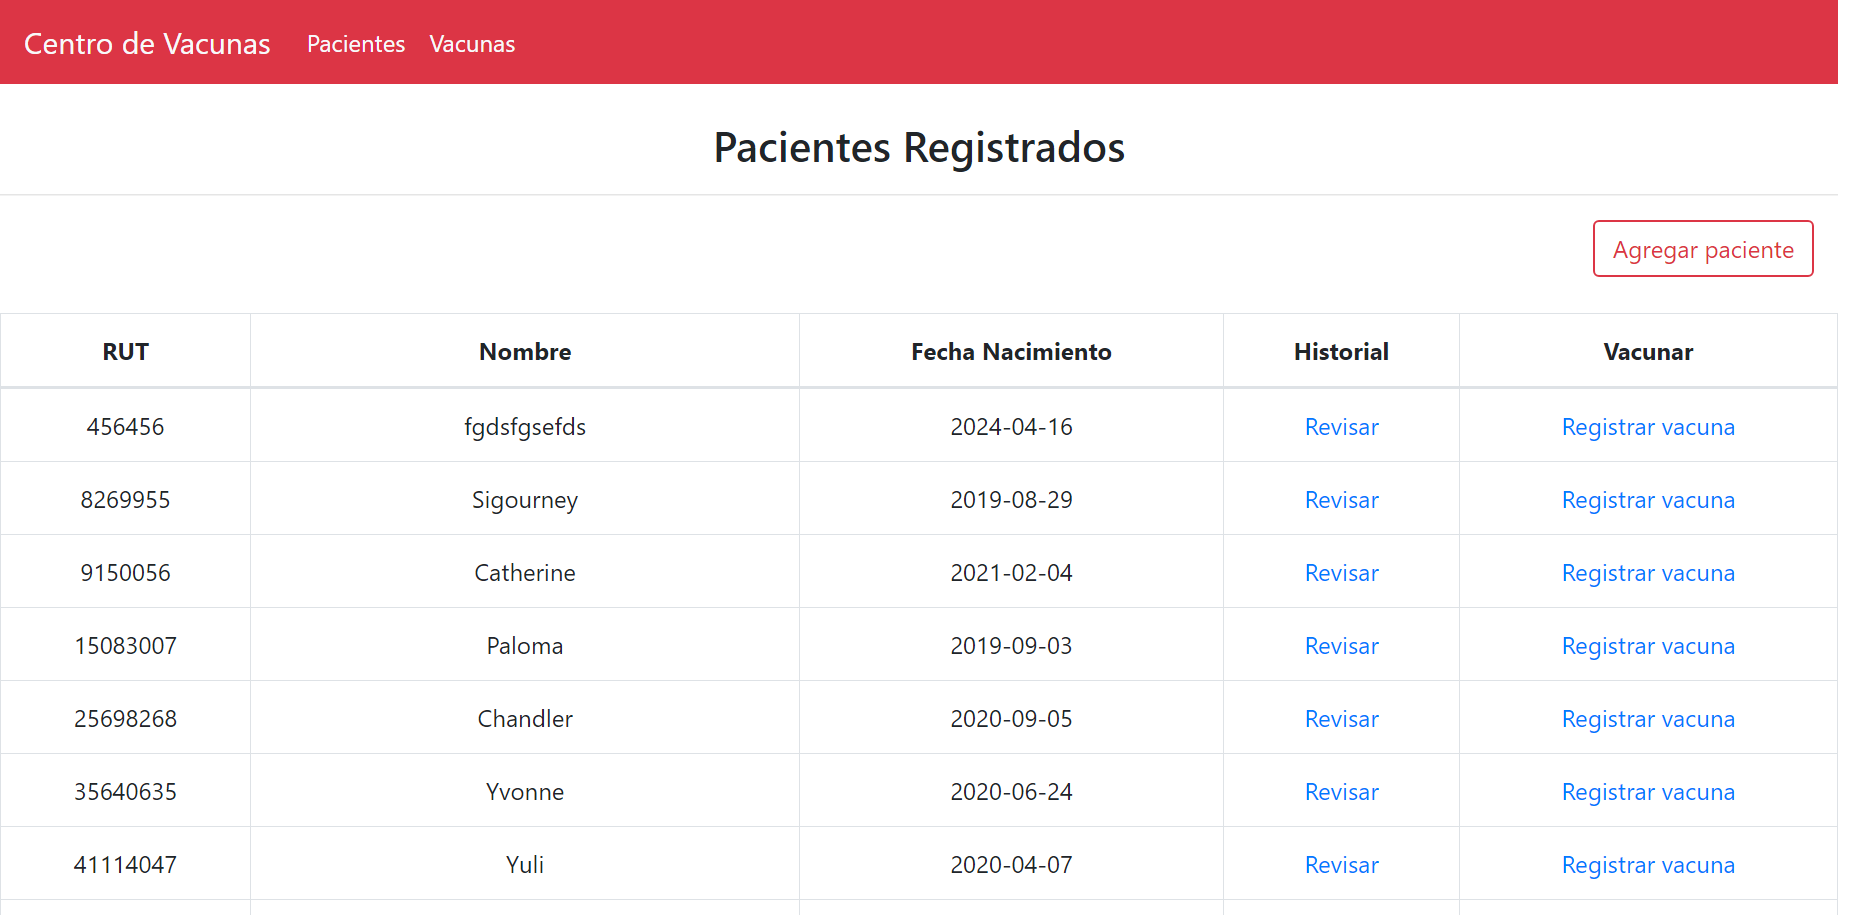 Centro de Vacunas Pacientes Vacunas
Pacientes Registrados
Agregar paciente
RUT Nombre Fecha Nacimiento Historial Vacunar
456456 fgdsfgsefds 2024-04-16 Revisar Registrar vacuna
8269955 Sigourney 2019-08-29 Revisar Registrar vacuna
9150056 Catherine 2021-02-04 Revisar Registrar vacuna
15083007 Paloma 2019-09-03 Revisar Registrar vacuna
25698268 Chandler 2020-09-05 Revisar Registrar vacuna
35640635 Yvonne 2020-06-24 Revisar Registrar vacuna
41114047 Yuli 2020-04-07 Revisar Registrar vacuna